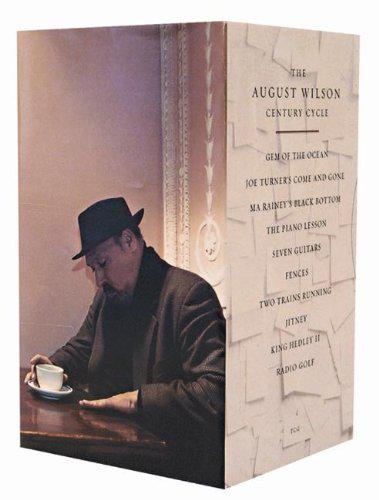 THE
AUGUST WILSON
CENTURY CYCLE
GEM OF THE OCEAN
JOE TURNER'S COME AND GONE
MA RAINEY'S BLACK BOTTOM
THE PIANO LESSON
SEVEN GUITARS
FENCES
TWO TRAINS RUNNING
JITNEY
KING HEDLEY II
RADIO GOLF
TCG